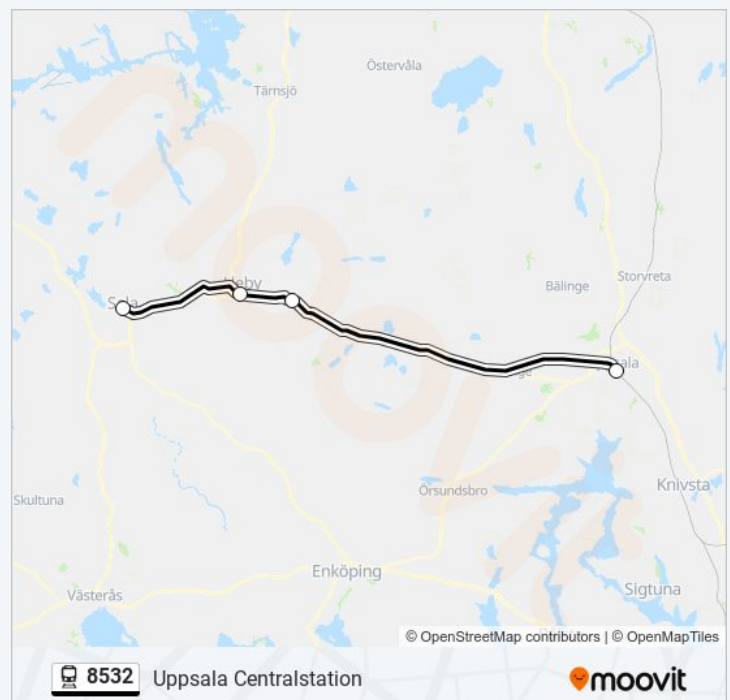 Östervåla
Tärnsjö
Heby
Storvreta
Bälinge
Sala
Knivsta
Örsundsbro
Skultuna
Enköping
Sigtuna
Västerås
© OpenStreetMap contributors | © OpenMapTiles
8532 Uppsala Centralstation
moovit